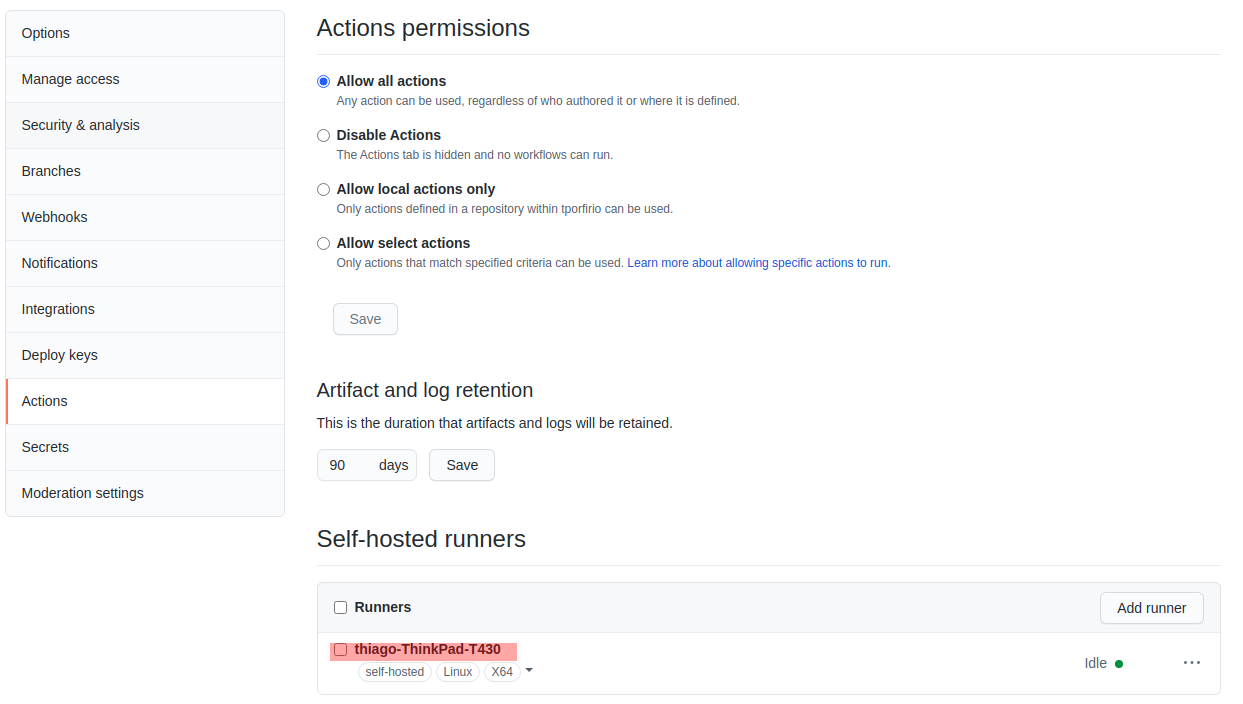 Options
Manage access
Security & analysis
Branches
Webhooks
Notifications
Integrations
Deploy keys
Actions
Secrets
Moderation settings
Actions permissions
Allow all actions
Any action can be used, regardless of who authored it or where it is defined.
Disable Actions
The Actions tab is hidden and no workflows can run.
Allow local actions only
Only actions defined in a repository within tporfirio can be used.
Allow select actions
Only actions that match specified criteria can be used. Learn more about allowing specific actions to run.
Save
Artifact and log retention
This is the duration that artifacts and logs will be retained.
90 days Save
Self-hosted runners
Runners Add runner
thiago-ThinkPad-T430
self-hosted Linux X64
Idle